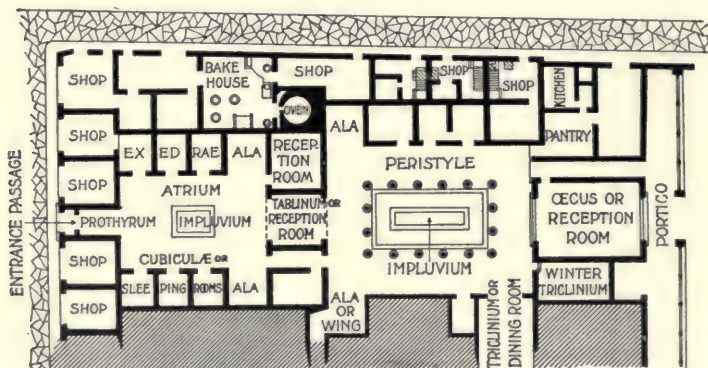 SHOP
BAKE
HOUSE
SHOP
SHOP
SHOP
KITCHEN
OVEN
SHOP
EX
ED
RAE
ALA
RECEP
TION
ROOM
ALA
PANTRY
PERISTYLE
SHOP
ATRIUM
TABLINUM OR
RECEPTION
ROOM
ŒCUS OR
RECEPTION
ROOM
PORTICO
ENTRANCE PASSAGE
PROTHYRUM
IMPLUVIUM
SHOP
CUBICULÆ OR
IMPLUVIUM
WINTER
TRICLINIUM
SHOP
SLEE
PING
ROOMS
ALA
ALA
OR
WING
TRICLINIUM OR
DINING ROOM